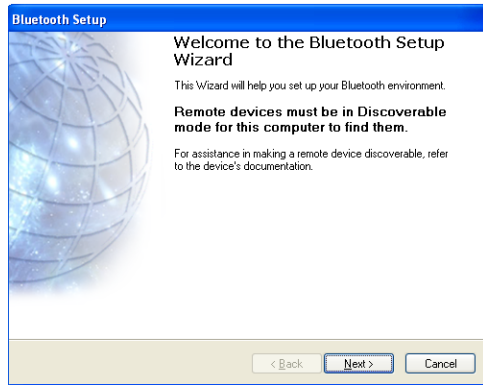 Bluetooth Setup
Welcome to the Bluetooth Setup
Wizard
This Wizard will help you set up your Bluetooth environment.
Remote devices must be in Discoverable
mode for this computer to find them.
For assistance in making a remote device discoverable, refer
to the device's documentation.
< Back Next > Cancel